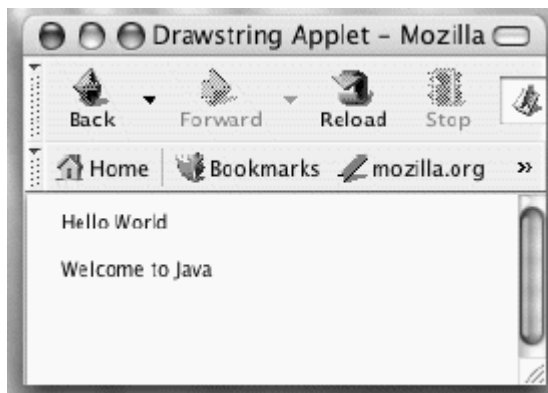 Drawstring Applet – Mozilla
Back Forward Reload Stop
Home Bookmarks mozilla.org »
Hello World
Welcome to Java